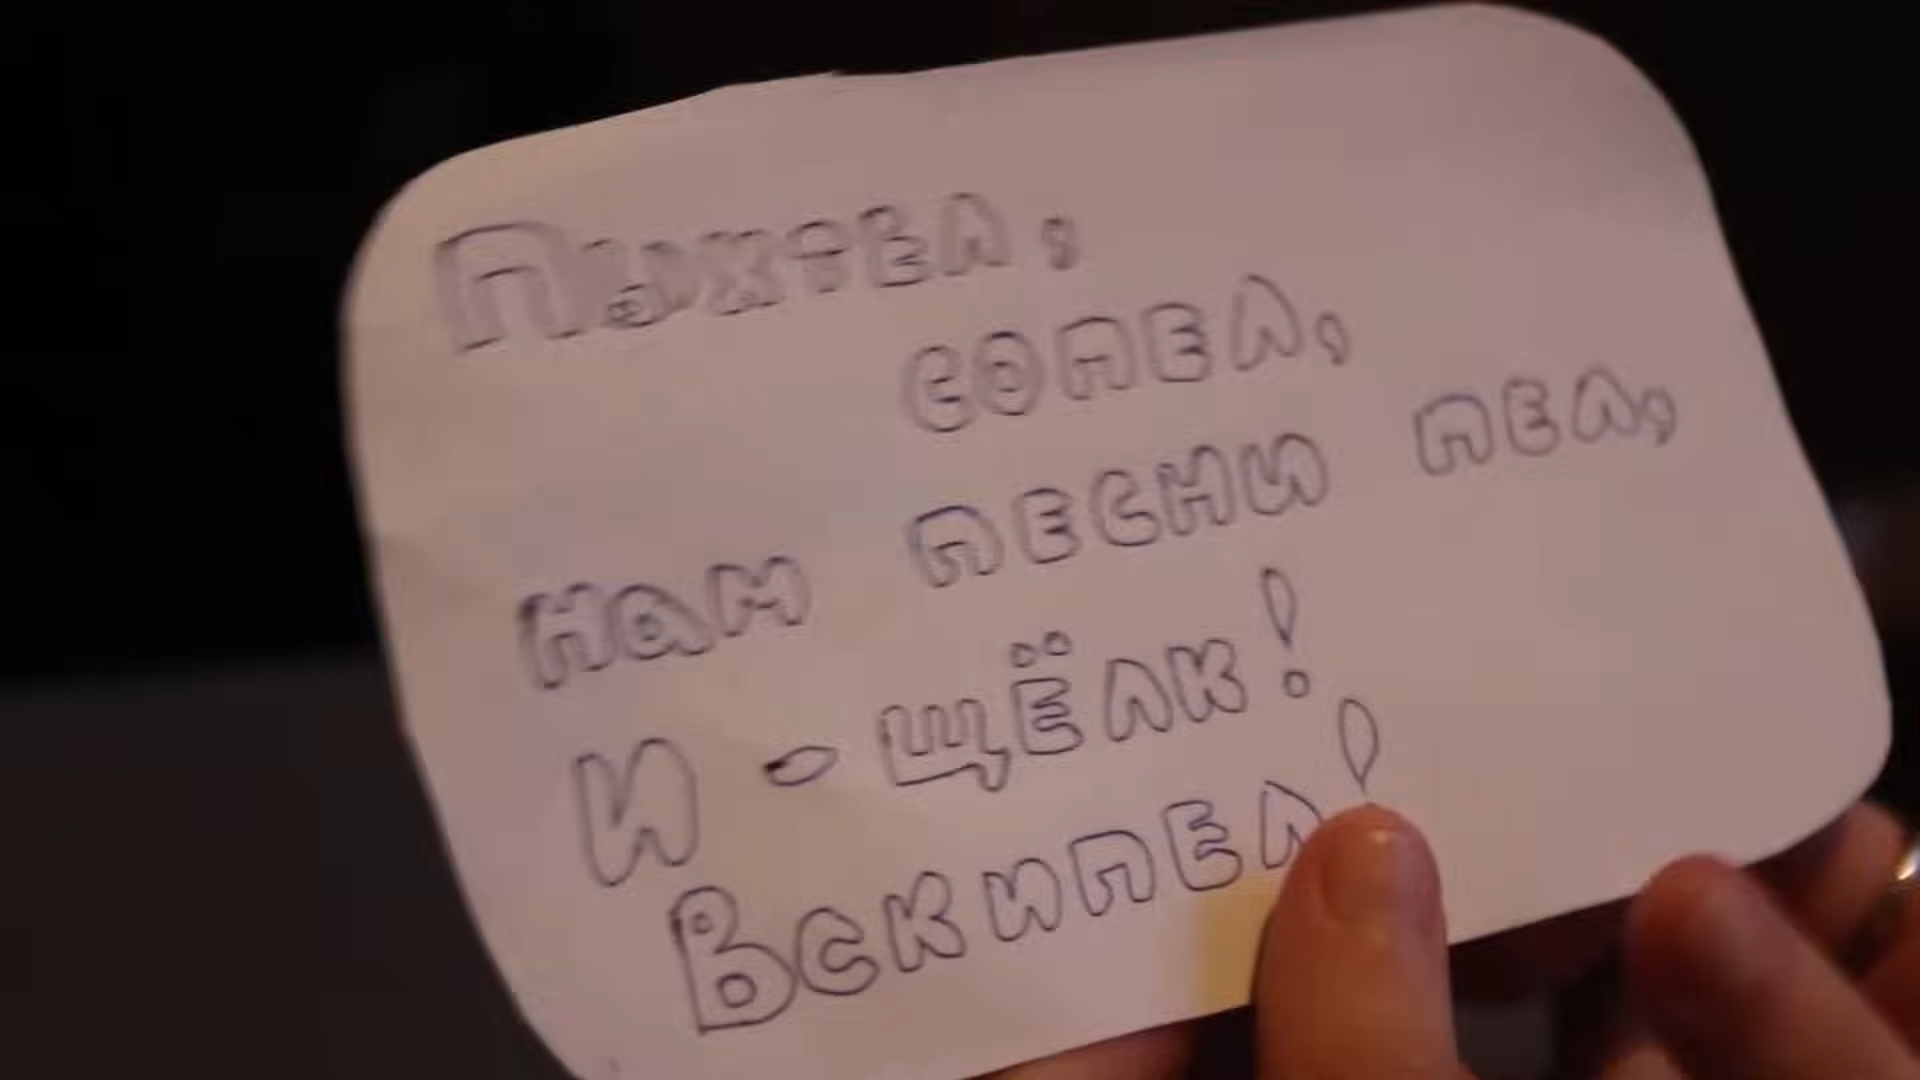 Пыхтел,
сопел,
нам песни пел,
и - щёлк!
Вскипел!